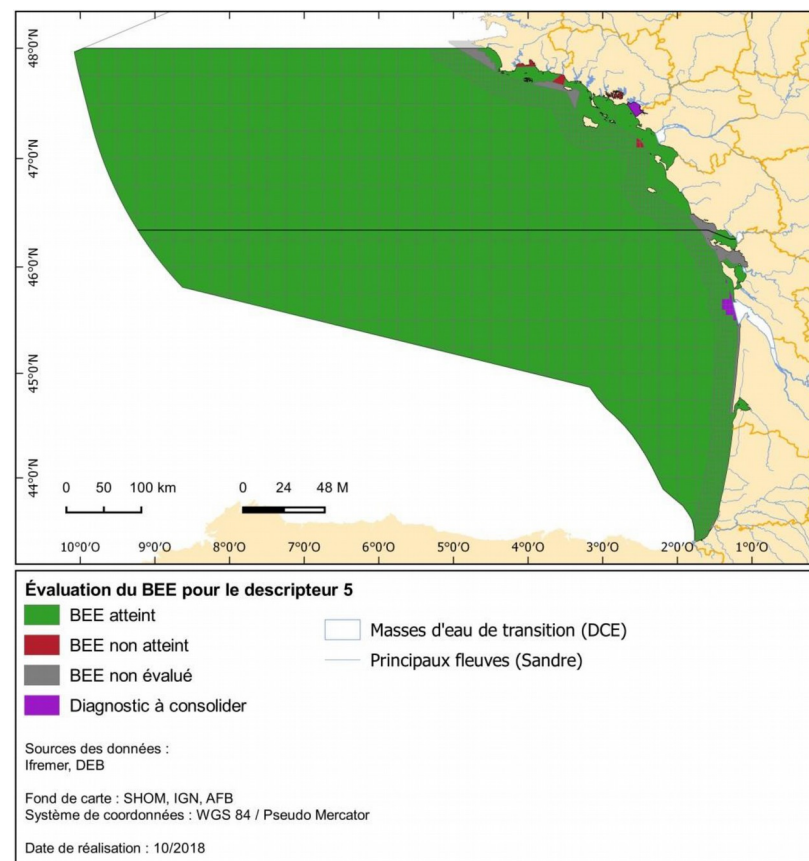 48°0'N
47°0'N
46°0'N
45°0'N
44°0'N
0 50 100 km
0 24 48 M
10°0'O 9°0'O 8°0'O 7°0'O 6°0'O 5°0'O 4°0'O 3°0'O 2°0'O 1°0'O
Évaluation du BEE pour le descripteur 5
BEE atteint
BEE non atteint
BEE non évalué
Diagnostic à consolider
Masses d'eau de transition (DCE)
Principaux fleuves (Sandre)
Sources des données :
Ifremer, DEB
Fond de carte : SHOM, IGN, AFB
Système de coordonnées : WGS 84 / Pseudo Mercator
Date de réalisation : 10/2018